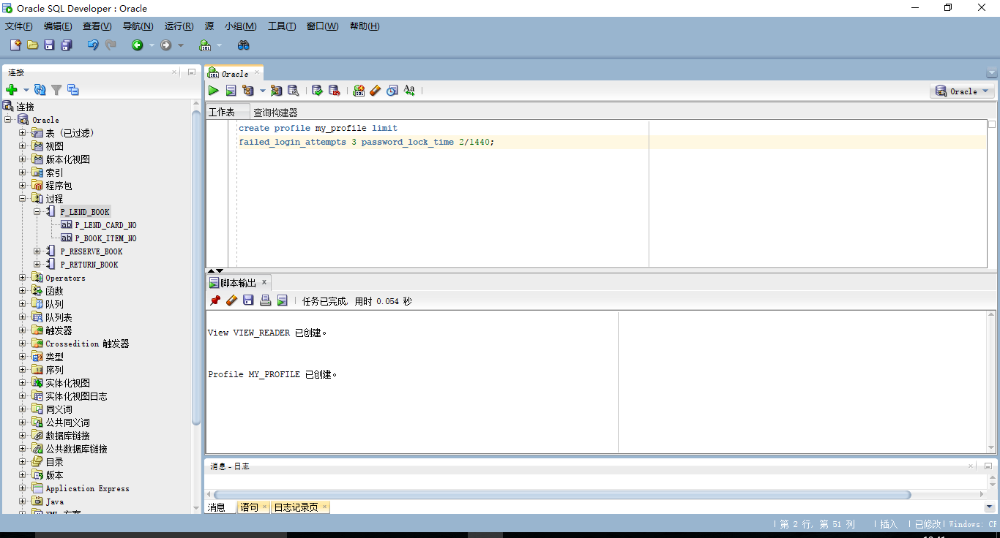 Oracle SQL Developer : Oracle
文件(F) 编辑(E) 查看(V) 导航(N) 运行(R) 源 小组(M) 工具(T) 窗口(W) 帮助(H)
连接
Oracle
Oracle
工作表 查询构建器
create profile my_profile limit
failed_login_attempts 3 password_lock_time 2/1440;
连接
Oracle
表 (已过滤)
视图
版本化视图
索引
程序包
过程
P_LEND_BOOK
P_LEND_CARD_NO
P_BOOK_ITEM_NO
P_RESERVE_BOOK
P_RETURN_BOOK
Operators
函数
队列
队列表
触发器
Crossedition 触发器
类型
序列
实体化视图
实体化视图日志
同义词
公共同义词
数据库链接
公共数据库链接
目录
版本
Application Express
Java
脚本输出
任务已完成, 用时 0.054 秒
View VIEW_READER 已创建。
Profile MY_PROFILE 已创建。
消息 - 日志
消息 语句 日志记录页
第 2 行, 第 51 列 插入 已修改 Windows: CF